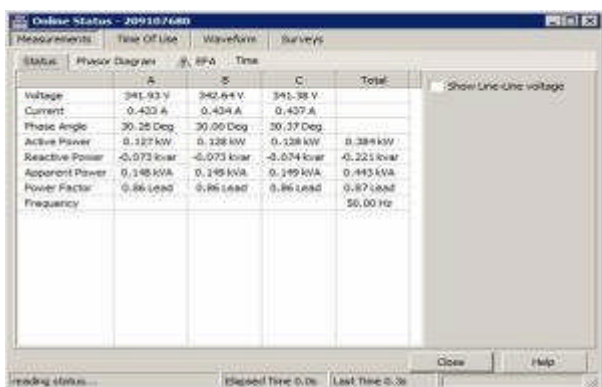 Online Status - 209107680
Measurements Time Of Use Waveform Surveys
Status Phasor Diagram EFA Time
A B C Total
Show Line-Line voltage
Voltage 341.93 V 342.64 V 341.38 V
Current 0.433 A 0.434 A 0.437 A
Phase Angle 30.28 Deg 30.00 Deg 30.37 Deg
Active Power 0.127 kW 0.128 kW 0.128 kW 0.384 kW
Reactive Power -0.073 kvar -0.073 kvar -0.074 kvar -0.221 kvar
Apparent Power 0.148 kVA 0.149 kVA 0.149 kVA 0.443 kVA
Power Factor 0.86 Lead 0.86 Lead 0.86 Lead 0.87 Lead
Frequency 50.00 Hz
Close Help
reading status... Elapsed Time 0.0s Last Time 0.3s